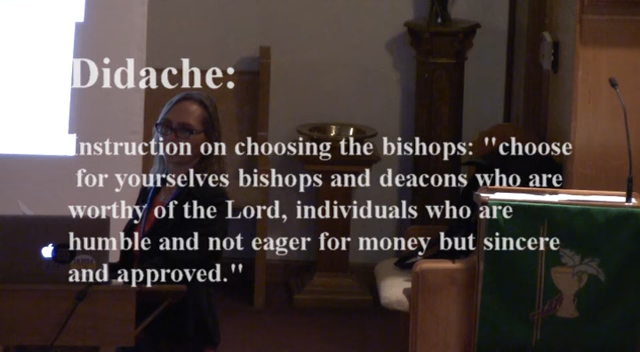 Didache:
Instruction on choosing the bishops: "choose
for yourselves bishops and deacons who are
worthy of the Lord, individuals who are
humble and not eager for money but sincere
and approved."